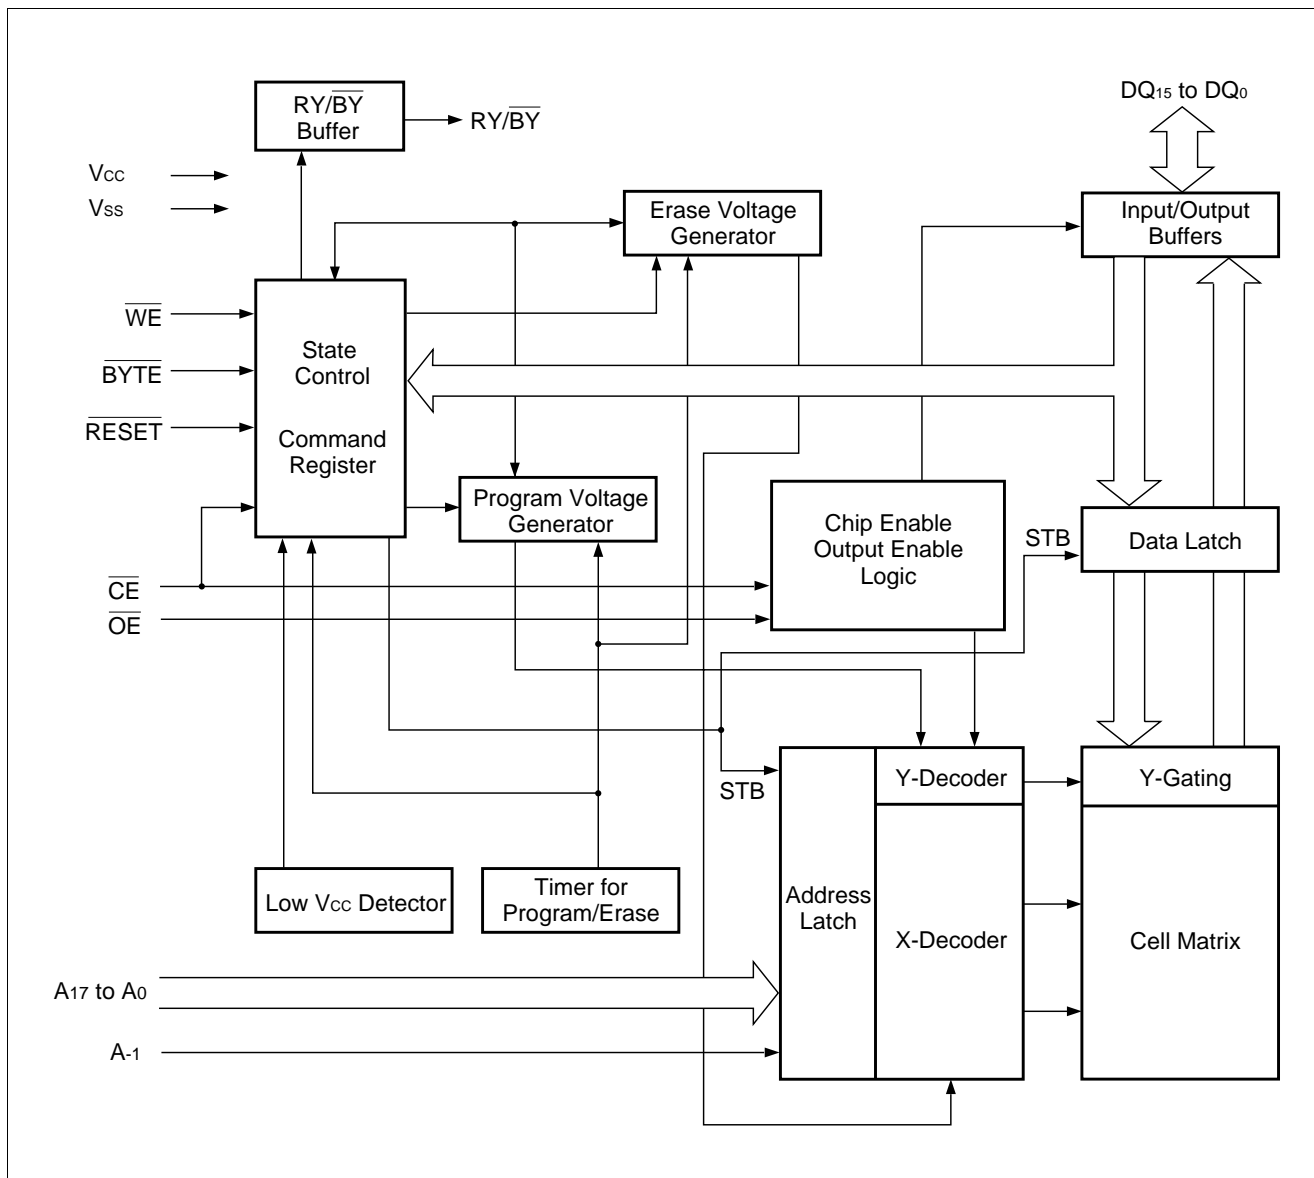 RY/BY
Buffer
RY/BY
DQ15 to DQ0
VCC
VSS
Erase Voltage
Generator
Input/Output
Buffers
WE
BYTE
RESET
State
Control
Command
Register
Program Voltage
Generator
Chip Enable
Output Enable
Logic
STB
Data Latch
CE
OE
STB
Y-Decoder
Y-Gating
Low VCC Detector
Timer for
Program/Erase
Address
Latch
X-Decoder
Cell Matrix
A17 to A0
A-1